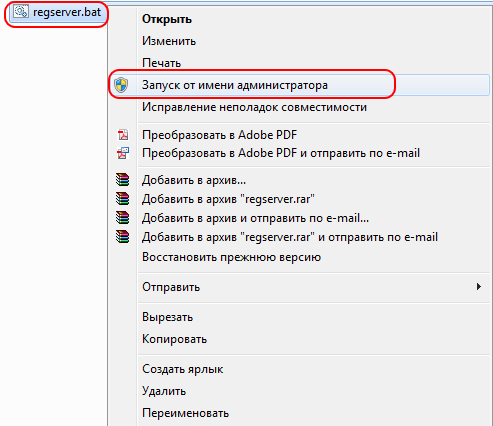 regserver.bat
Открыть
Изменить
Печать
Запуск от имени администратора
Исправление неполадок совместимости
Преобразовать в Adobe PDF
Преобразовать в Adobe PDF и отправить по e-mail
Добавить в архив...
Добавить в архив "regserver.rar"
Добавить в архив и отправить по e-mail...
Добавить в архив "regserver.rar" и отправить по e-mail
Восстановить прежнюю версию
Отправить
Вырезать
Копировать
Создать ярлык
Удалить
Переименовать